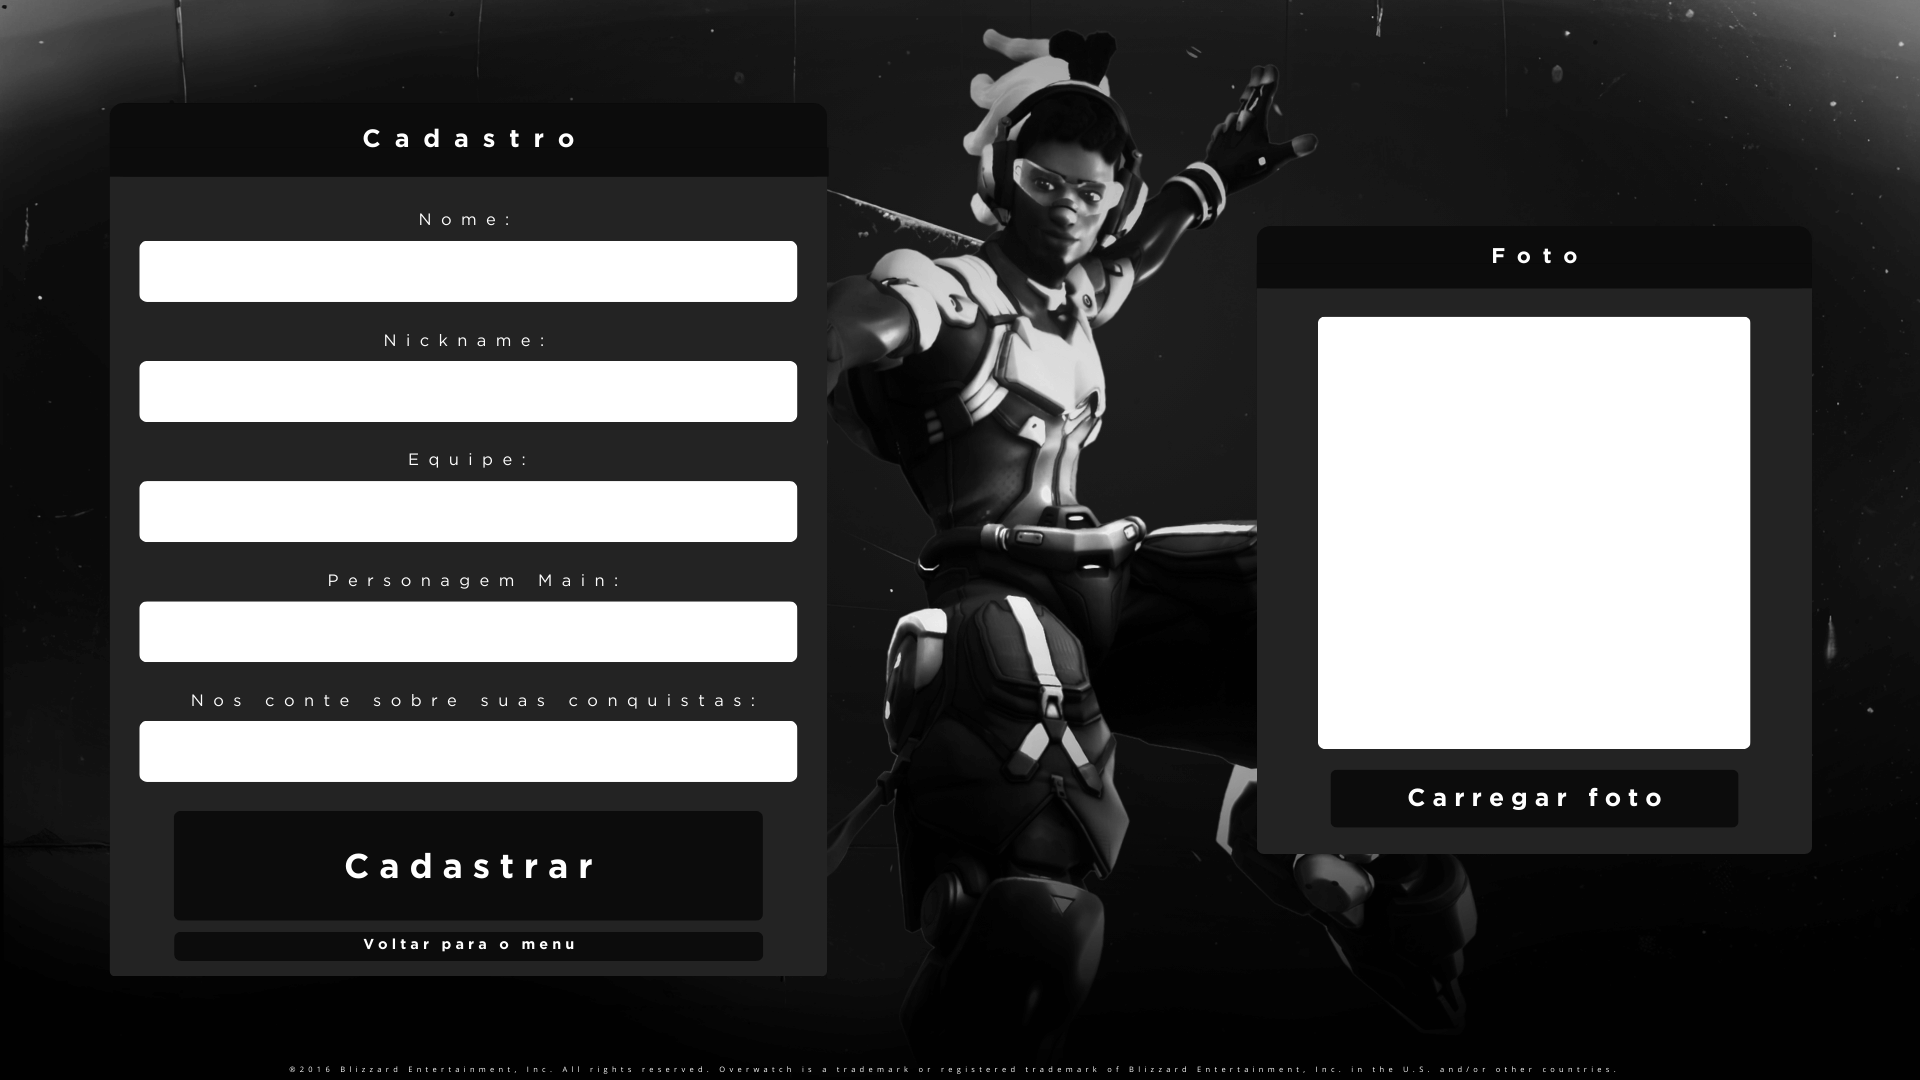 Cadastro
Nome:
Nickname:
Equipe:
Personagem Main:
Nos conte sobre suas conquistas:
Cadastrar
Voltar para o menu
Foto
Carregar foto
©2016 Blizzard Entertainment, Inc. All rights reserved. Overwatch is a trademark or registered trademark of Blizzard Entertainment, Inc. in the U.S. and/or other countries.